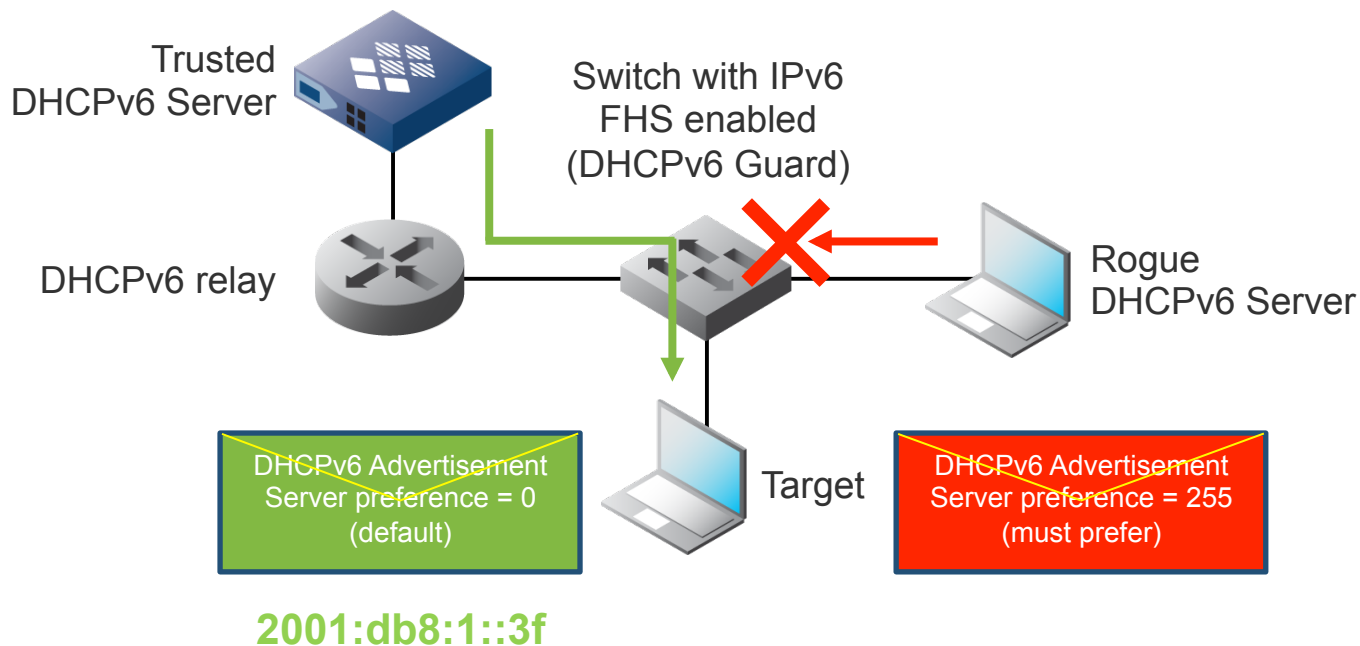 Trusted
DHCPv6 Server
Switch with IPv6
FHS enabled
(DHCPv6 Guard)
DHCPv6 relay
Rogue
DHCPv6 Server
Target
DHCPv6 Advertisement
Server preference = 0
(default)
DHCPv6 Advertisement
Server preference = 255
(must prefer)
2001:db8:1::3f